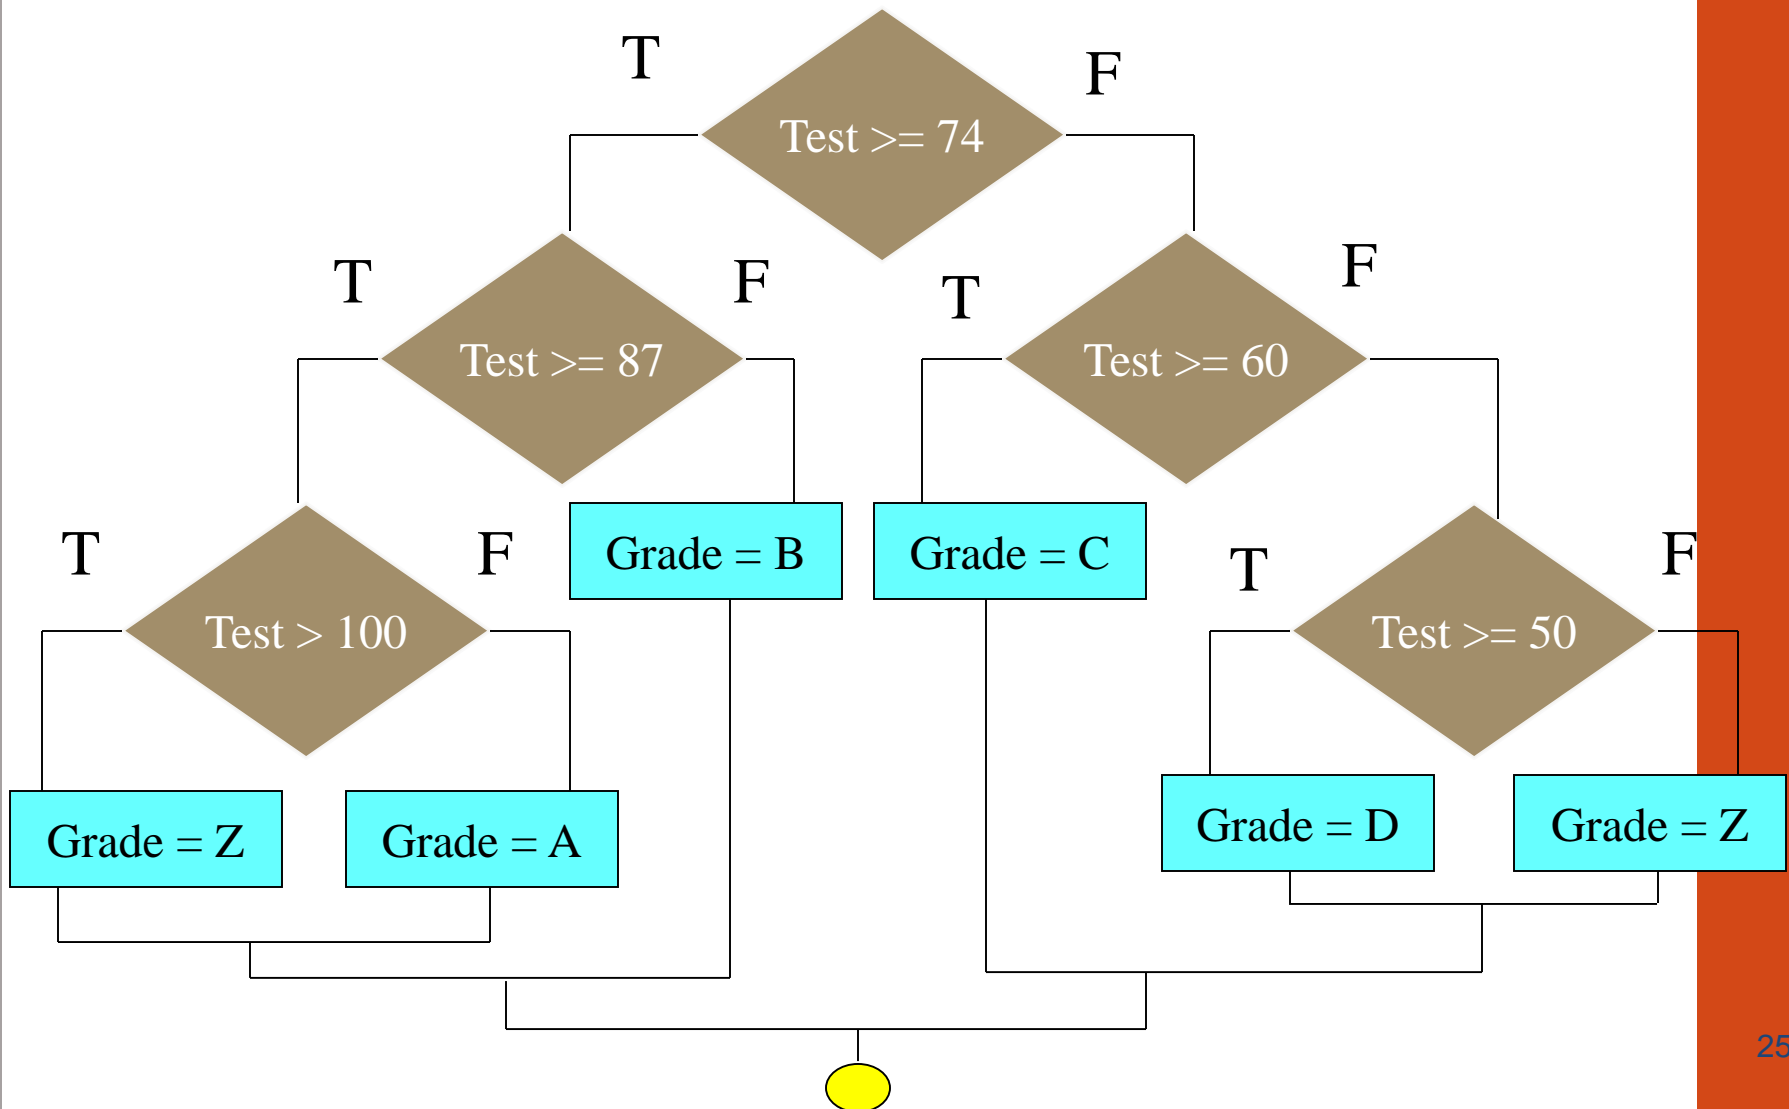 T
F
Test >= 74
T
F
T
F
Test >= 87
Test >= 60
T
F
Grade = B
Grade = C
T
F
Test > 100
Test >= 50
Grade = Z
Grade = A
Grade = D
Grade = Z
25